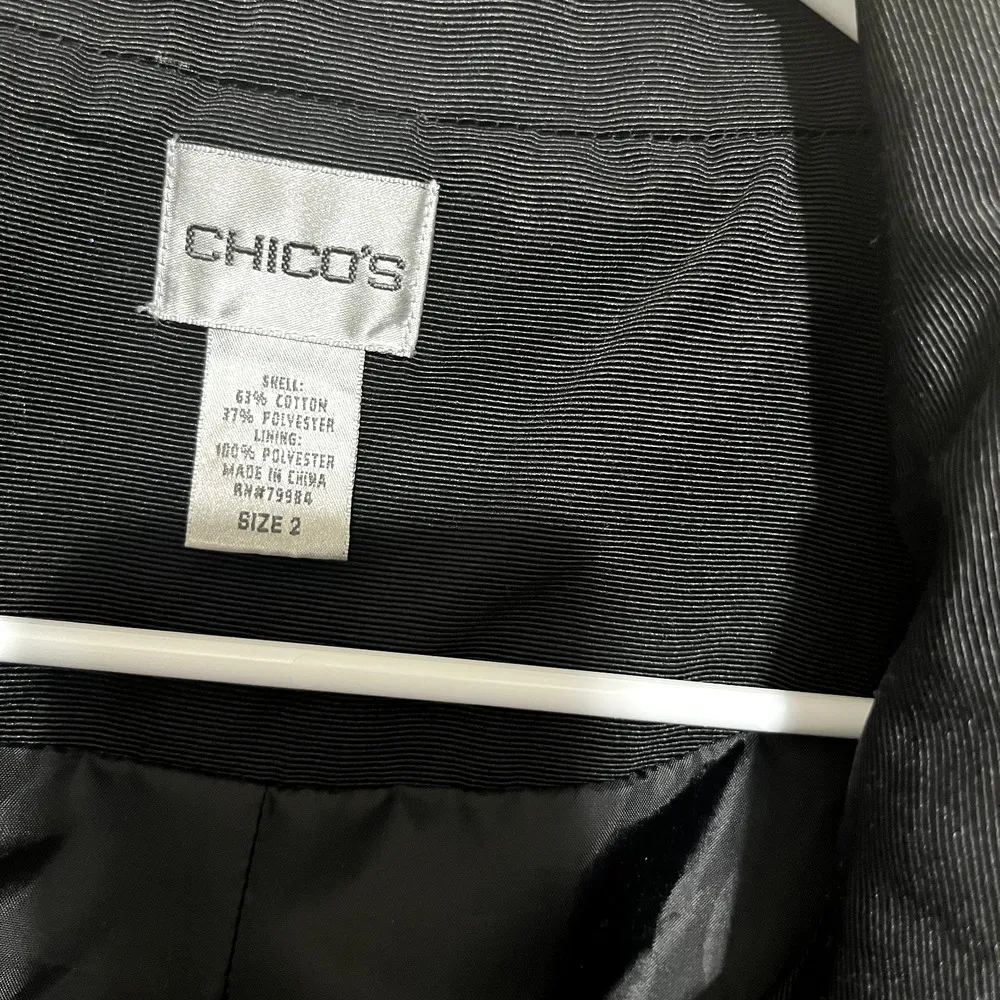 CHICO'S
SHELL:
63% COTTON
37% POLYESTER
LINING:
100% POLYESTER
MADE IN CHINA
RN#79984
SIZE 2